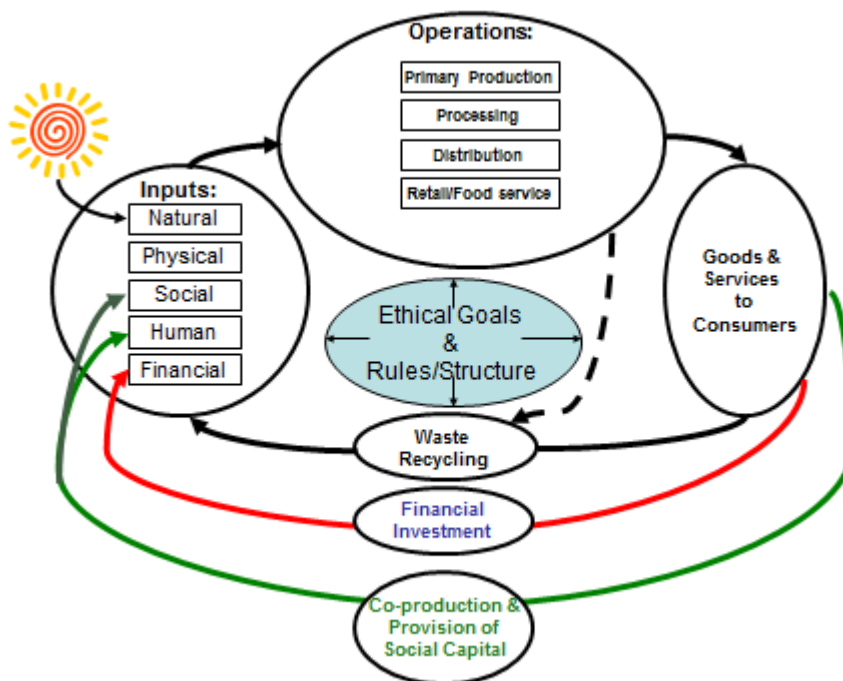 Operations:
Primary Production
Processing
Distribution
Retail/Food service
Inputs:
Natural
Physical
Social
Human
Financial
Goods &
Services
to
Consumers
Ethical Goals
&
Rules/Structure
Waste
Recycling
Financial
Investment
Co-production &
Provision of
Social Capital